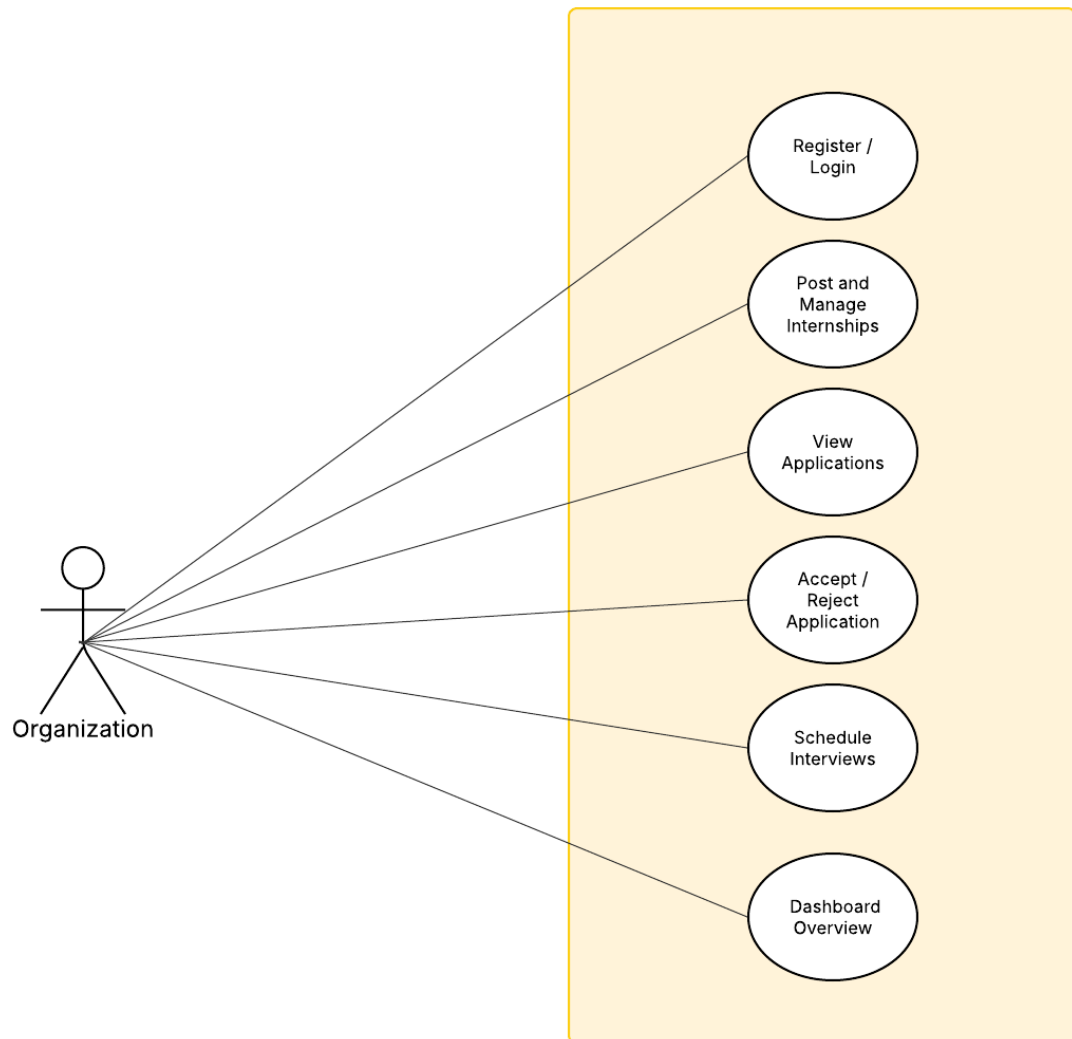 Register /
Login
Post and
Manage
Internships
View
Applications
Accept /
Reject
Application
Organization
Schedule
Interviews
Dashboard
Overview